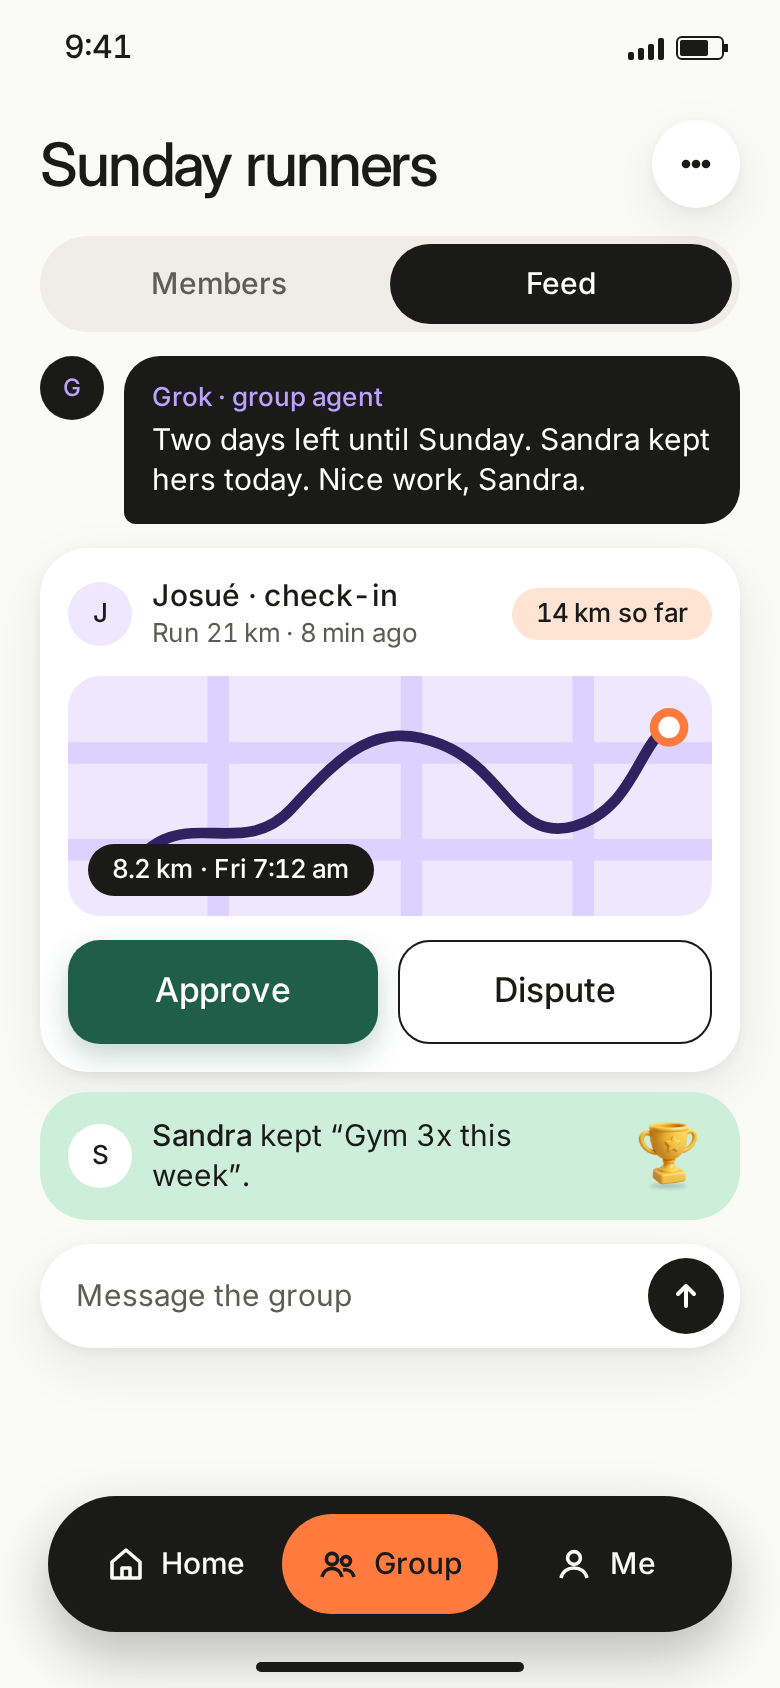 9:41
Sunday runners
Members
Feed
G
Grok · group agent
Two days left until Sunday. Sandra kept
hers today. Nice work, Sandra.
J
Josué · check-in
Run 21 km · 8 min ago
14 km so far
8.2 km · Fri 7:12 am
Approve
Dispute
S
Sandra kept “Gym 3x this
week”.
Message the group
Home
Group
Me